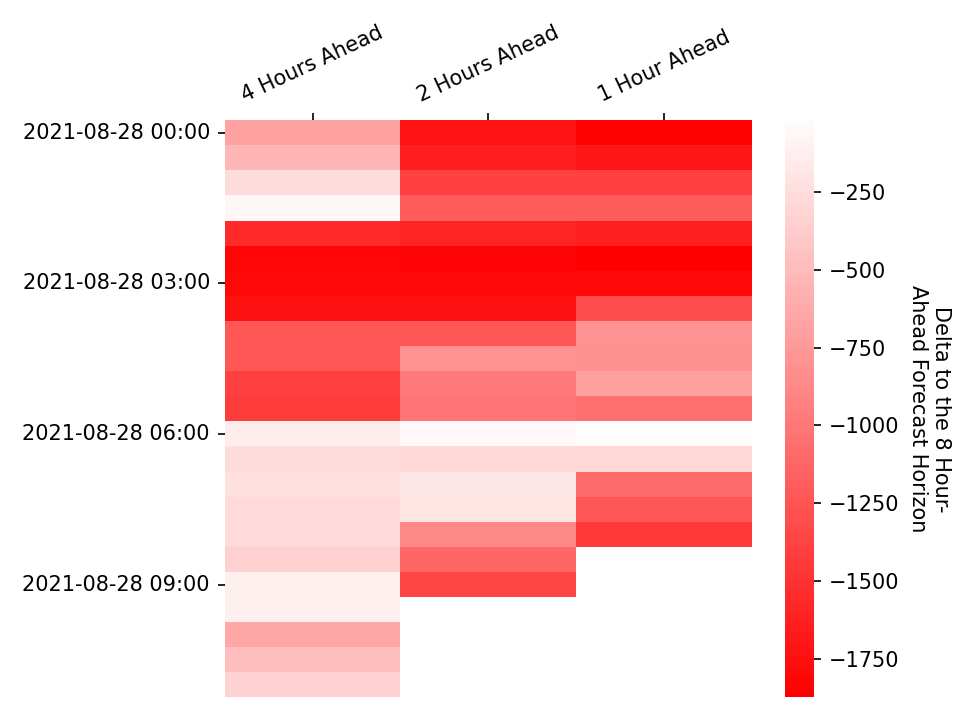 4 Hours Ahead
2 Hours Ahead
1 Hour Ahead
2021-08-28 00:00
2021-08-28 03:00
2021-08-28 06:00
2021-08-28 09:00
−250
−500
−750
−1000
−1250
−1500
−1750
Delta to the 8 Hour-
Ahead Forecast Horizon